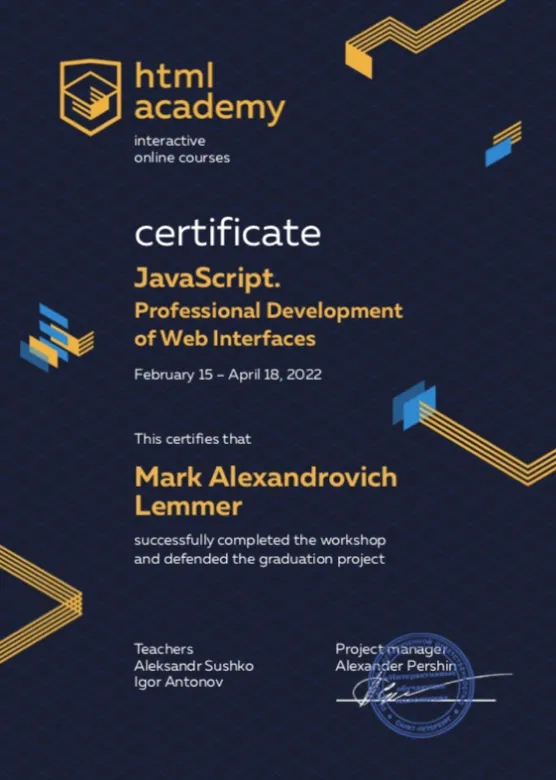 html
academy
interactive
online courses
certificate
JavaScript.
Professional Development
of Web Interfaces
February 15 – April 18, 2022
This certifies that
Mark Alexandrovich
Lemmer
successfully completed the workshop
and defended the graduation project
Teachers
Aleksandr Sushko
Igor Antonov
Project manager
Alexander Pershin